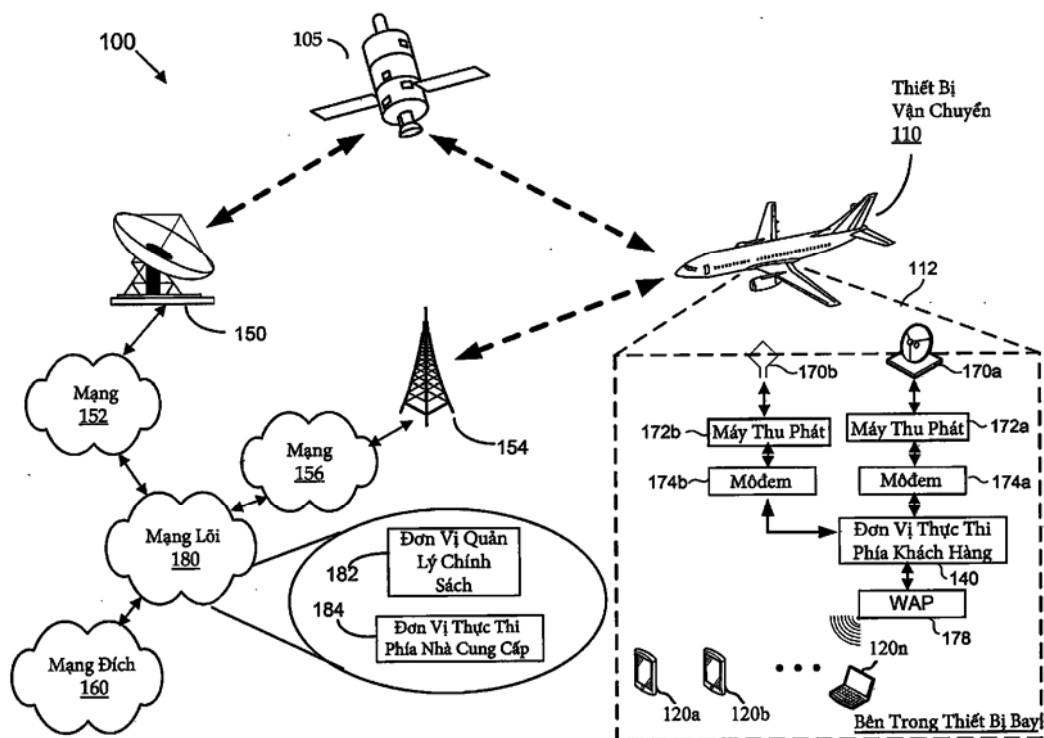 100
105
Thiết Bị
Vận Chuyển
110
112
150
Mạng
152
154
Mạng
156
Mạng Lõi
180
Mạng Đích
160
182
Đơn Vị Quản
Lý Chính
Sách
184
Đơn Vị Thực Thi
Phía Nhà Cung Cấp
170b
170a
172b
Máy Thu Phát
Máy Thu Phát
172a
174b
Môđem
Môđem
174a
Đơn Vị Thực Thi
Phía Khách Hàng
140
WAP
178
120n
120a
120b
Bên Trong Thiết Bị Bay